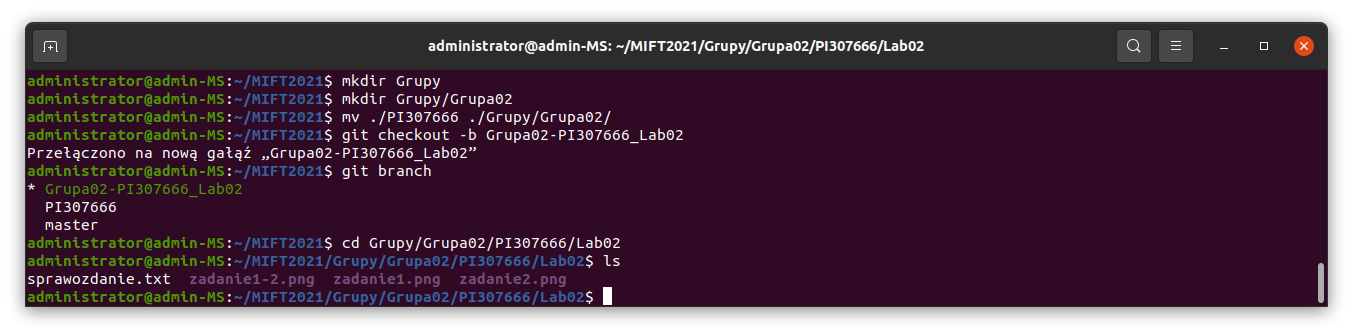 administrator@admin-MS: ~/MIFT2021/Grupy/Grupa02/PI307666/Lab02
administrator@admin-MS:~/MIFT2021$ mkdir Grupy
administrator@admin-MS:~/MIFT2021$ mkdir Grupy/Grupa02
administrator@admin-MS:~/MIFT2021$ mv ./PI307666 ./Grupy/Grupa02/
administrator@admin-MS:~/MIFT2021$ git checkout -b Grupa02-PI307666_Lab02
Przełączono na nową gałąź „Grupa02-PI307666_Lab02”
administrator@admin-MS:~/MIFT2021$ git branch
* Grupa02-PI307666_Lab02
  PI307666
  master
administrator@admin-MS:~/MIFT2021$ cd Grupy/Grupa02/PI307666/Lab02
administrator@admin-MS:~/MIFT2021/Grupy/Grupa02/PI307666/Lab02$ ls
sprawozdanie.txt  zadanie1-2.png  zadanie1.png  zadanie2.png
administrator@admin-MS:~/MIFT2021/Grupy/Grupa02/PI307666/Lab02$